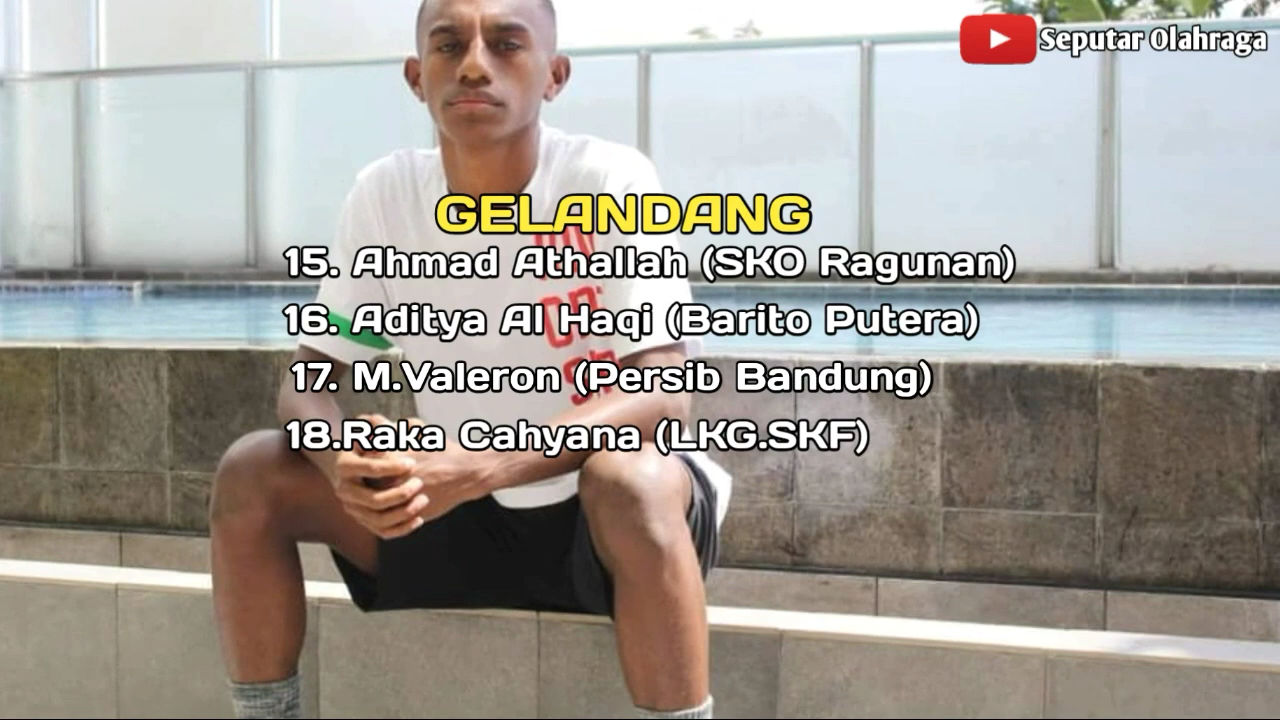 Seputar Olahraga
GELANDANG
15. Ahmad Athallah (SKO Ragunan)
16. Aditya Al Haqi (Barito Putera)
17. M.Valeron (Persib Bandung)
18.Raka Cahyana (LKG.SKF)